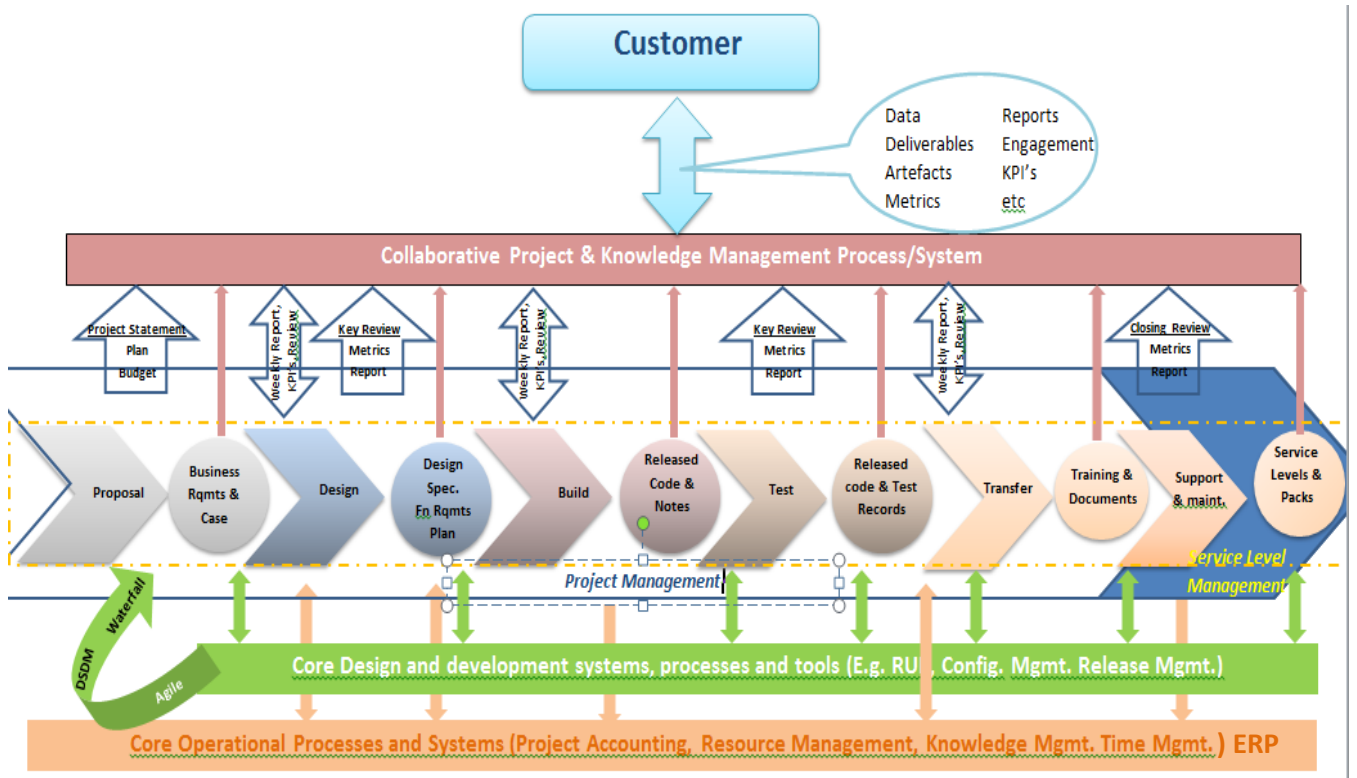 Customer
Data Reports
Deliverables Engagement
Artefacts KPI's
Metrics etc
Collaborative Project & Knowledge Management Process/System
Project Statement
Plan
Budget
Weekly Report,
KPI's, Review
Key Review
Metrics
Report
Weekly Report,
KPI's, Review
Key Review
Metrics
Report
Weekly Report,
KPI's, Review
Closing Review
Metrics
Report
Proposal
Business
Rqmts &
Case
Design
Design
Spec.
Fn Rqmts
Plan
Build
Released
Code &
Notes
Test
Released
code & Test
Records
Transfer
Training &
Documents
Support
& maint.
Service
Levels &
Packs
Project Management
Service Level
Management
Waterfall
DSDM
Agile
Core Design and development systems, processes and tools (E.g. RU , Config. Mgmt. Release Mgmt.)
Core Operational Processes and Systems (Project Accounting, Resource Management, Knowledge Mgmt. Time Mgmt. ) ERP